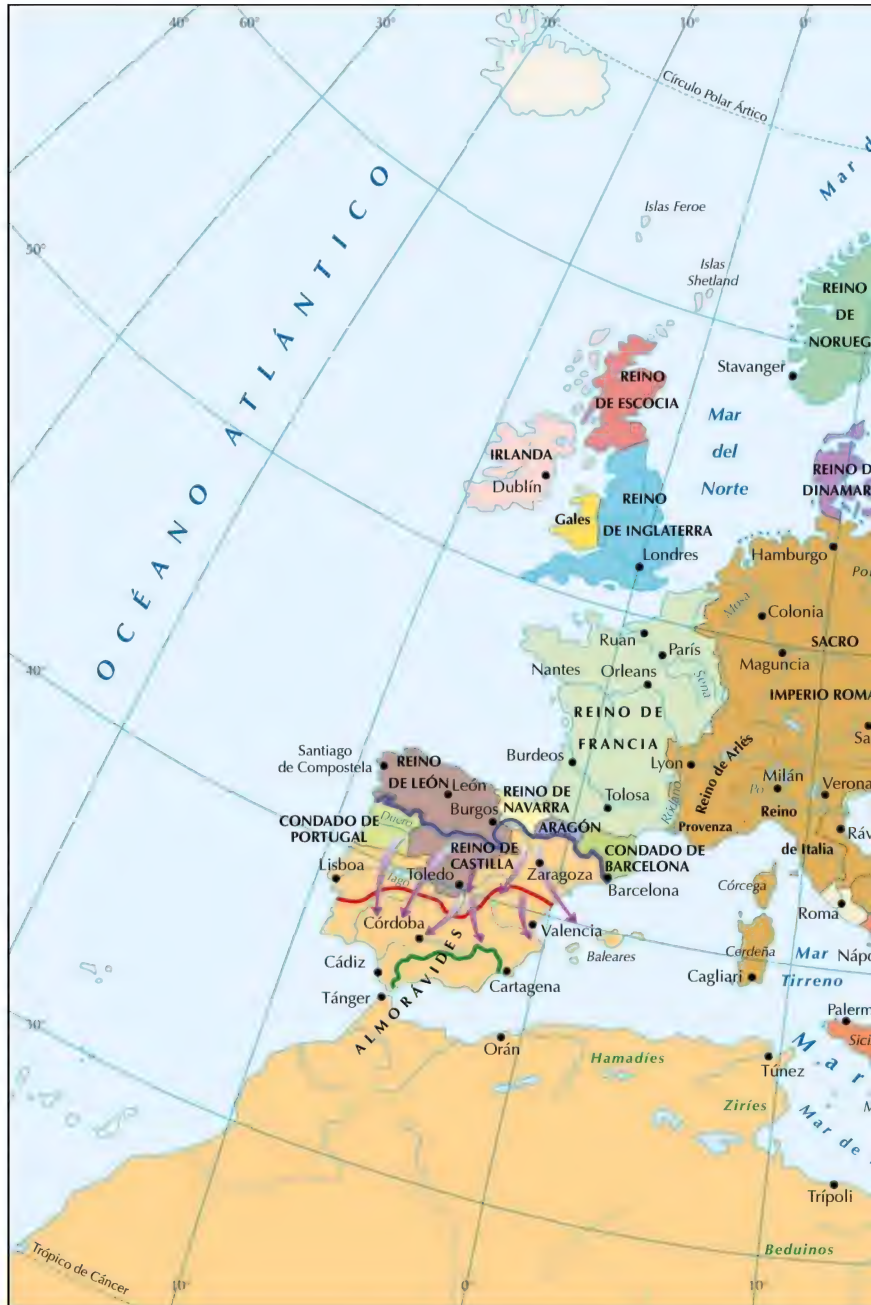 40°
60°
30°
20°
10°
0°
Círculo Polar Ártico
Mar d
50°
OCÉANO ATLÁNTICO
Islas Feroe
Islas
Shetland
REINO
DE
NORUEG
Stavanger
REINO
DE ESCOCIA
Mar
del
Norte
IRLANDA
Dublín
REINO D
DINAMAR
Gales
REINO
DE INGLATERRA
Londres
Hamburgo
Mosa
Colonia
40°
Ruan
París
SACRO
Maguncia
Nantes
Orleans
Sena
IMPERIO ROMA
REINO DE
FRANCIA
Santiago
de Compostela
REINO
DE LEÓN
León
Burdeos
Lyon
Reino de Arlés
Sa
Milán
Po
Verona
Burgos
REINO DE
NAVARRA
Tolosa
Ródano
Provenza
Reino
de Italia
Ráv
CONDADO DE
PORTUGAL
Duero
ARAGÓN
REINO DE
CASTILLA
CONDADO DE
BARCELONA
Lisboa
Tago
Toledo
Zaragoza
Barcelona
Córcega
Roma
Córdoba
Valencia
Baleares
Cerdeña
Mar
Tirreno
Nápo
Cádiz
Cagliari
Tánger
ALMORÁVIDES
Cartagena
30°
Orán
Palerm
Sici
Hamadíes
Túnez
Mar
Ziríes
M
Mar de
Trípoli
Beduinos
Trópico de Cáncer
10°
0
10°